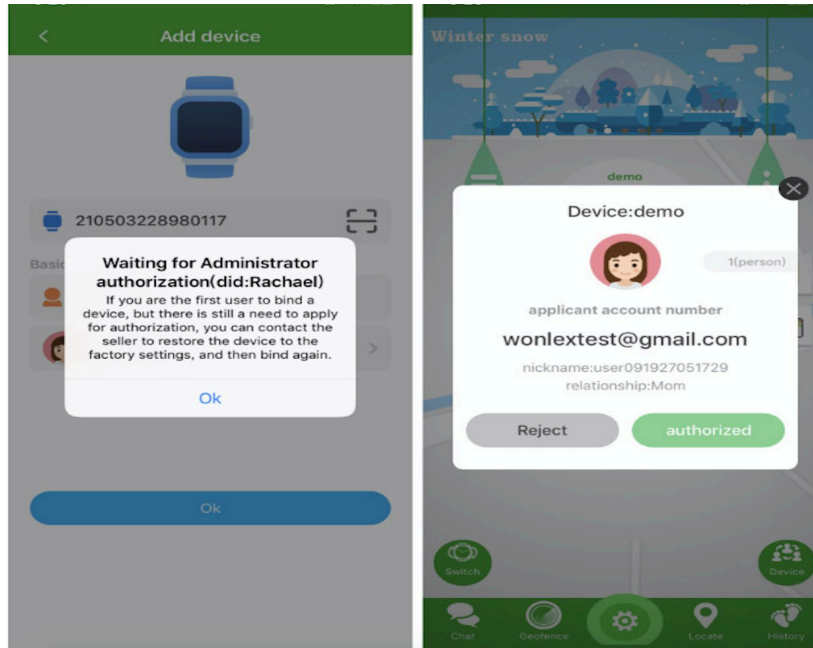 Add device
210503228980117
Waiting for Administrator
authorization(did:Rachael)
If you are the first user to bind a
device, but there is still a need to apply
for authorization, you can contact the
seller to restore the device to the
factory settings, and then bind again.
Ok
Ok
Winter snow
demo
Device:demo
1(person)
applicant account number
wonlextest@gmail.com
nickname:user091927051729
relationship:Mom
Reject
authorized
Switch
Device
Chat
Geofence
Locate
History